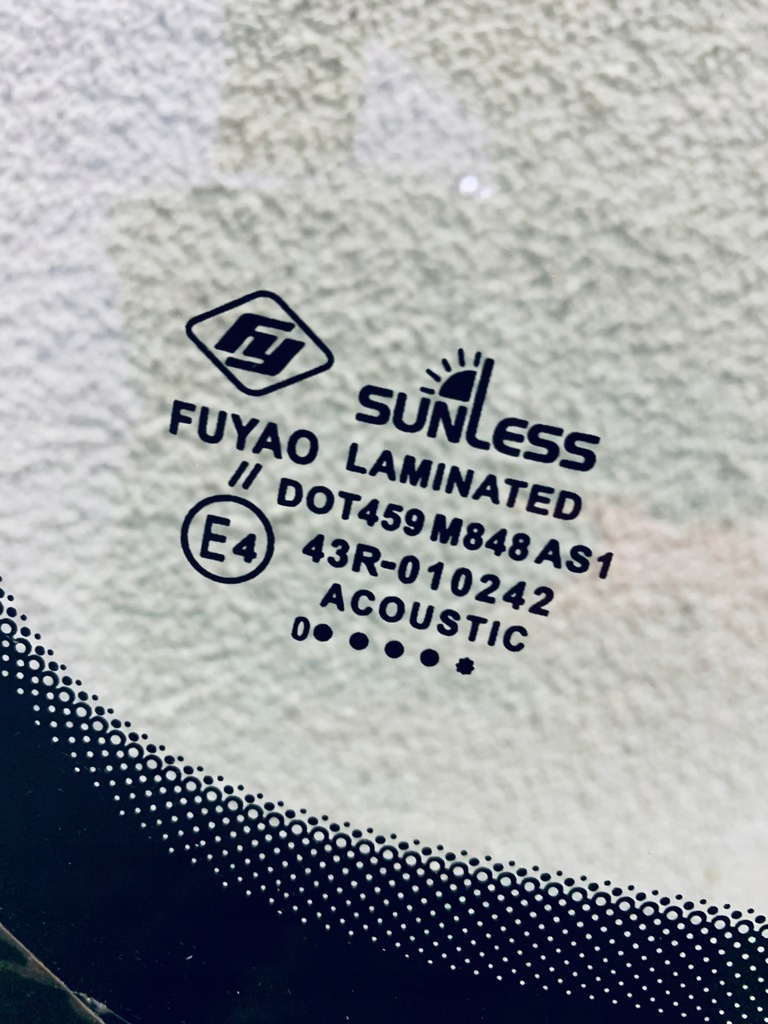 FY
SUNLESS
FUYAO LAMINATED
// DOT459 M848 AS1
E4 43R-010242
ACOUSTIC
0●●●●*